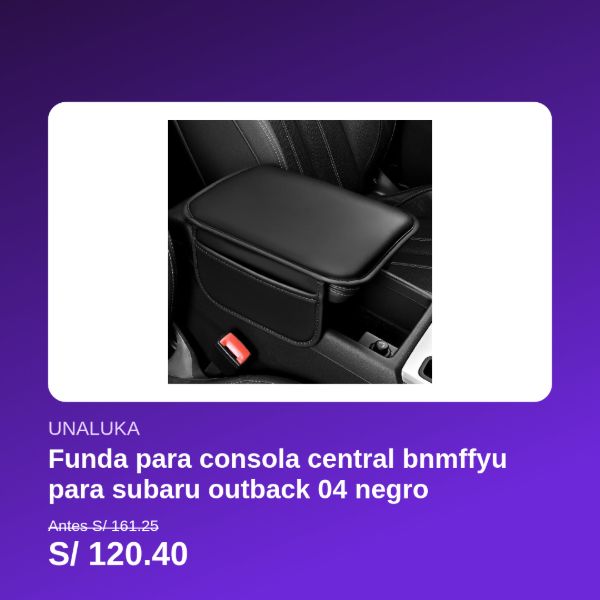 UNALUKA
Funda para consola central bnmffyu
para subaru outback 04 negro
Antes S/ 161.25
S/ 120.40